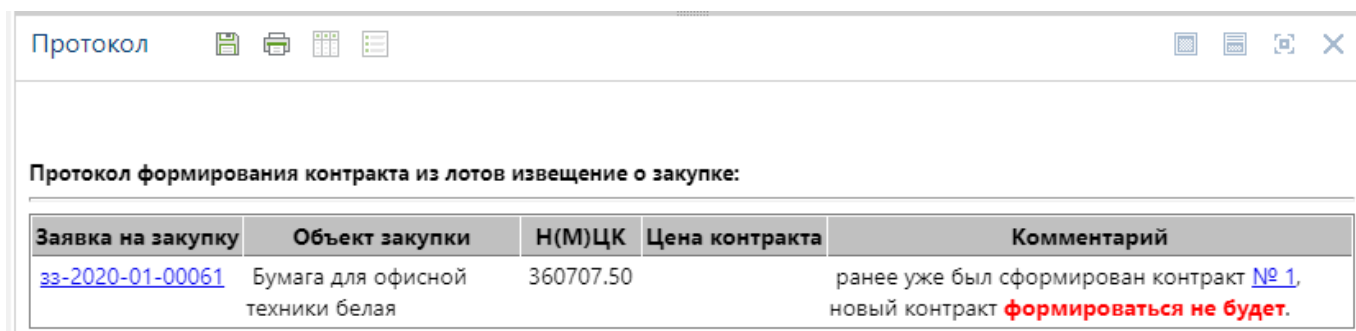 Протокол
Протокол формирования контракта из лотов извещение о закупке:
Заявка на закупку Объект закупки Н(М)ЦК Цена контракта Комментарий
зз-2020-01-00061 Бумага для офисной 360707.50 ранее уже был сформирован контракт № 1,
техники белая новый контракт формироваться не будет.